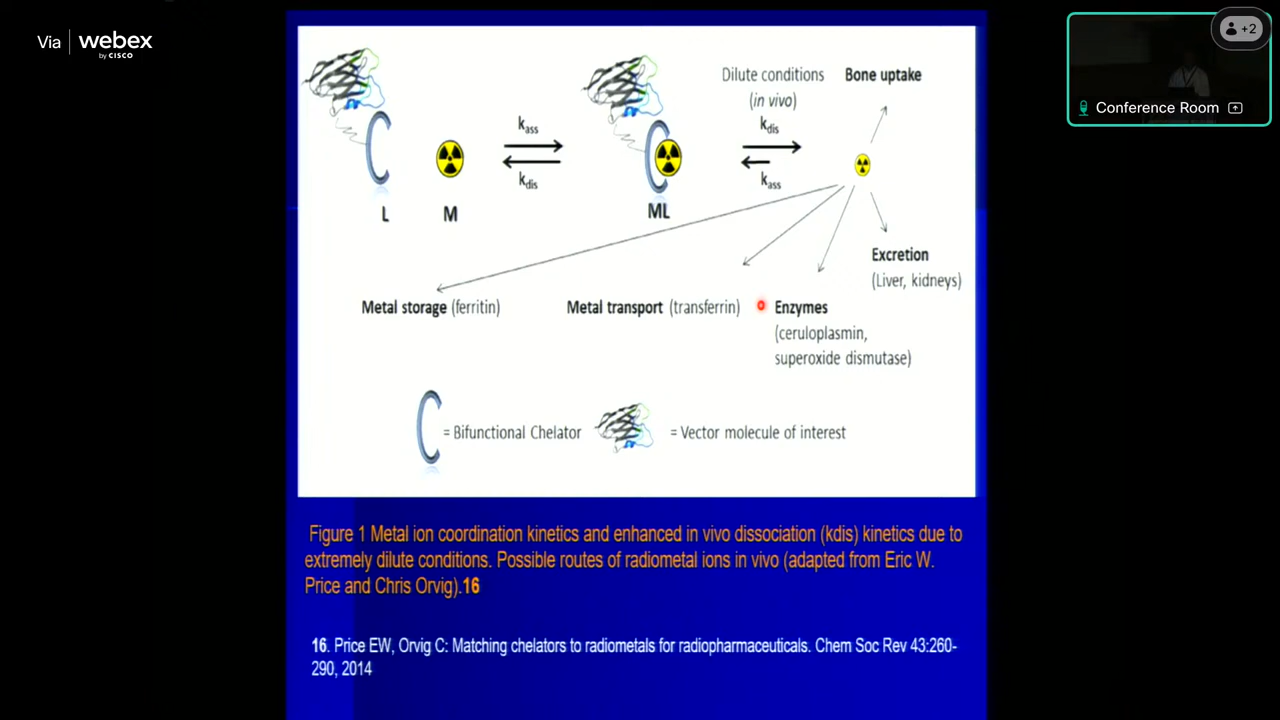 Via webex
by CISCO
+2
Conference Room
Dilute conditions
(in vivo)
Bone uptake
kass
kdis
kdis
kass
L
M
ML
Excretion
(Liver, kidneys)
Metal storage (ferritin)
Metal transport (transferrin)
Enzymes
(ceruloplasmin,
superoxide dismutase)
= Bifunctional Chelator
= Vector molecule of interest
Figure 1 Metal ion coordination kinetics and enhanced in vivo dissociation (kdis) kinetics due to
extremely dilute conditions. Possible routes of radiometal ions in vivo (adapted from Eric W.
Price and Chris Orvig).16
16. Price EW, Orvig C: Matching chelators to radiometals for radiopharmaceuticals. Chem Soc Rev 43:260-
290, 2014